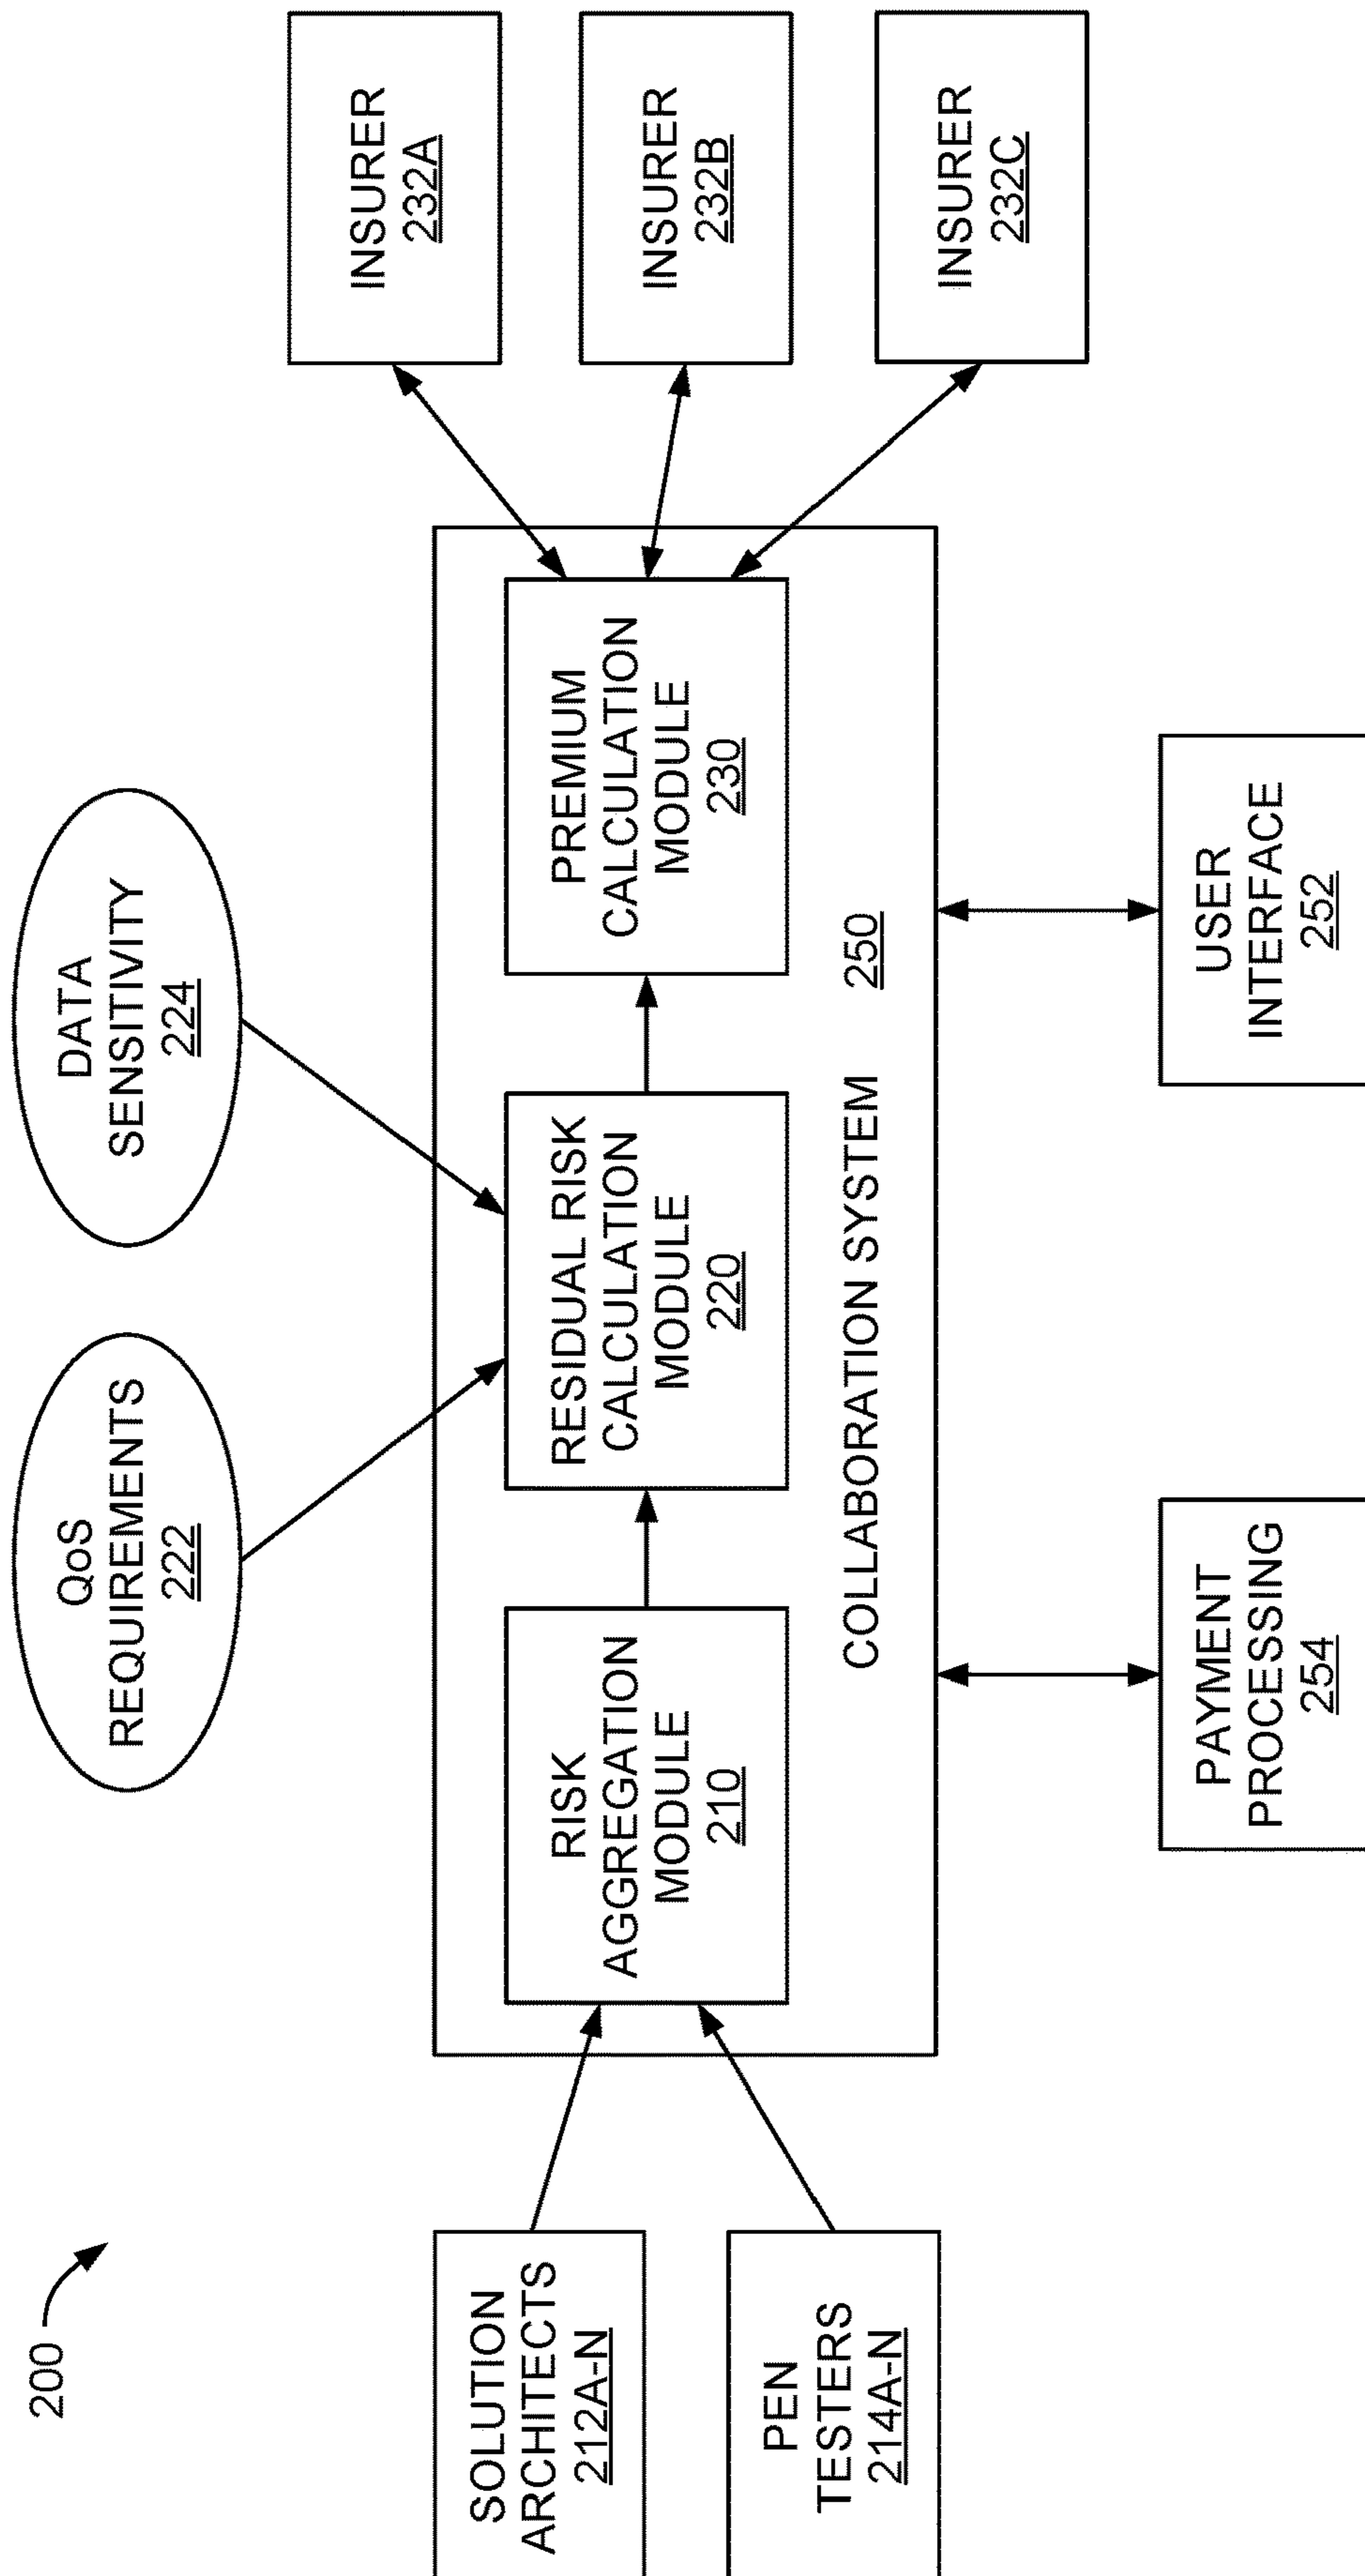 200
QoS
REQUIREMENTS
222
DATA
SENSITIVITY
224
SOLUTION
ARCHITECTS
212A-N
PEN
TESTERS
214A-N
RISK
AGGREGATION
MODULE
210
RESIDUAL RISK
CALCULATION
MODULE
220
PREMIUM
CALCULATION
MODULE
230
COLLABORATION SYSTEM 250
INSURER
232A
INSURER
232B
INSURER
232C
PAYMENT
PROCESSING
254
USER
INTERFACE
252